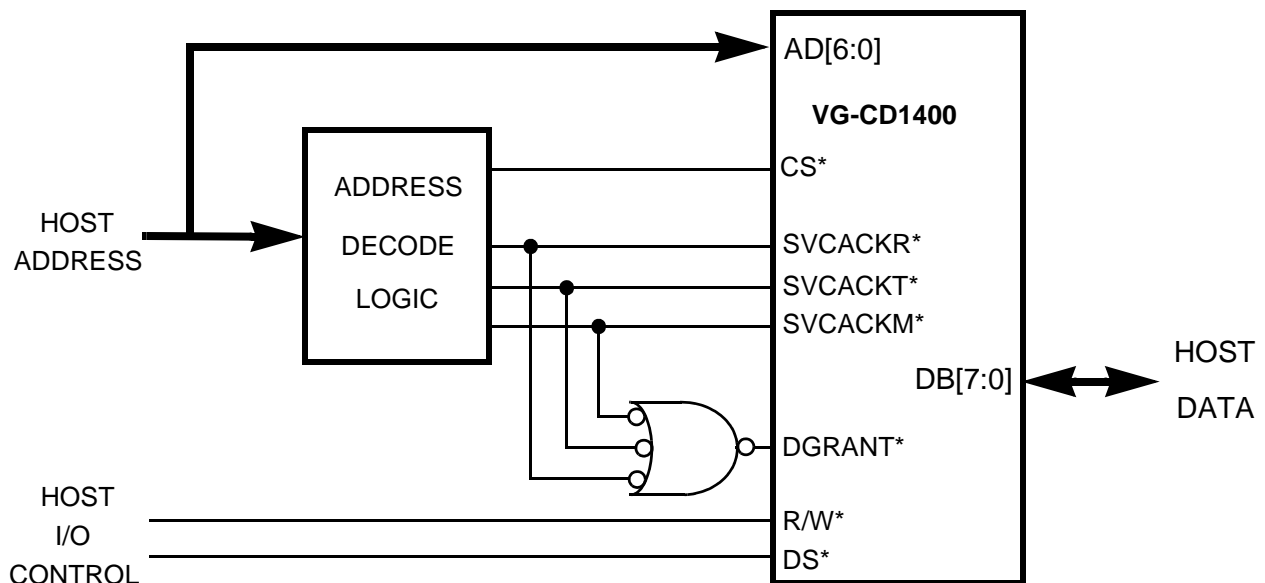 AD[6:0]
VG-CD1400
CS*
ADDRESS
DECODE
LOGIC
HOST
ADDRESS
SVCACKR*
SVCACKT*
SVCACKM*
DB[7:0]
HOST
DATA
DGRANT*
HOST
I/O
CONTROL
R/W*
DS*